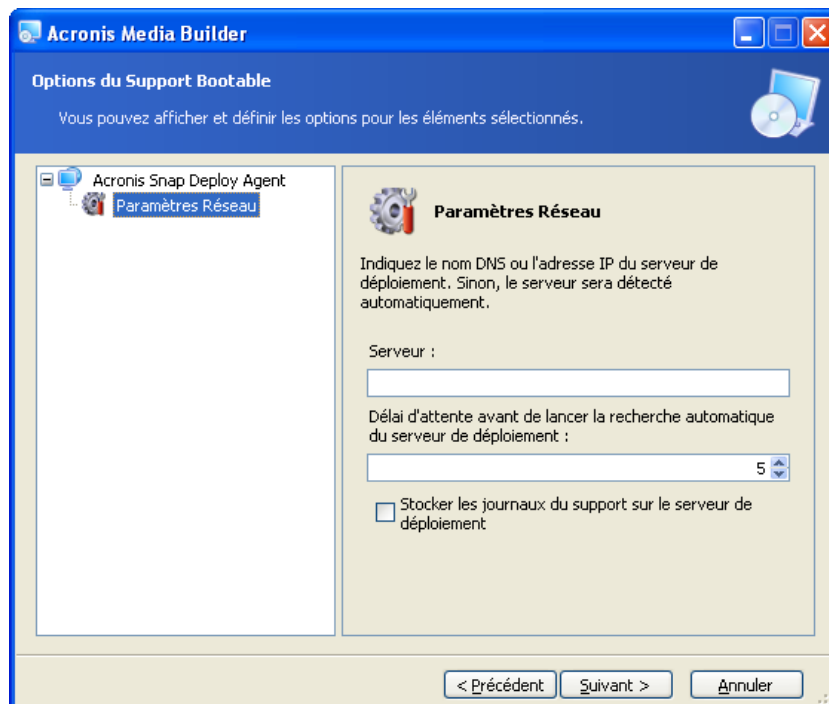 Acronis Media Builder
Options du Support Bootable
Vous pouvez afficher et définir les options pour les éléments sélectionnés.
Acronis Snap Deploy Agent
Paramètres Réseau
Paramètres Réseau
Indiquez le nom DNS ou l'adresse IP du serveur de
déploiement. Sinon, le serveur sera détecté
automatiquement.
Serveur :
Délai d'attente avant de lancer la recherche automatique
du serveur de déploiement :
5
Stocker les journaux du support sur le serveur de
déploiement
< Précédent
Suivant >
Annuler